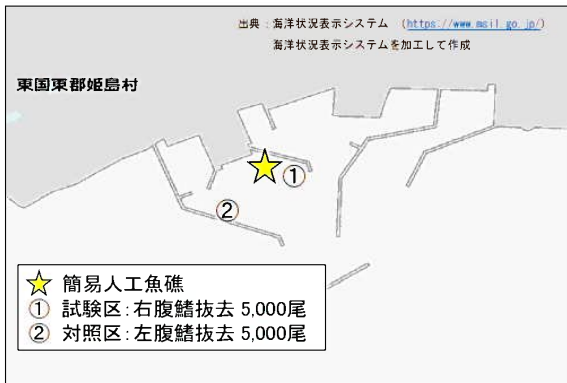 出典：海洋状況表示システム （https://www.msil.go.jp/）
海洋状況表示システムを加工して作成
東国東郡姫島村
①
②
簡易人工魚礁
① 試験区：右腹鰭抜去 5,000尾
② 対照区：左腹鰭抜去 5,000尾